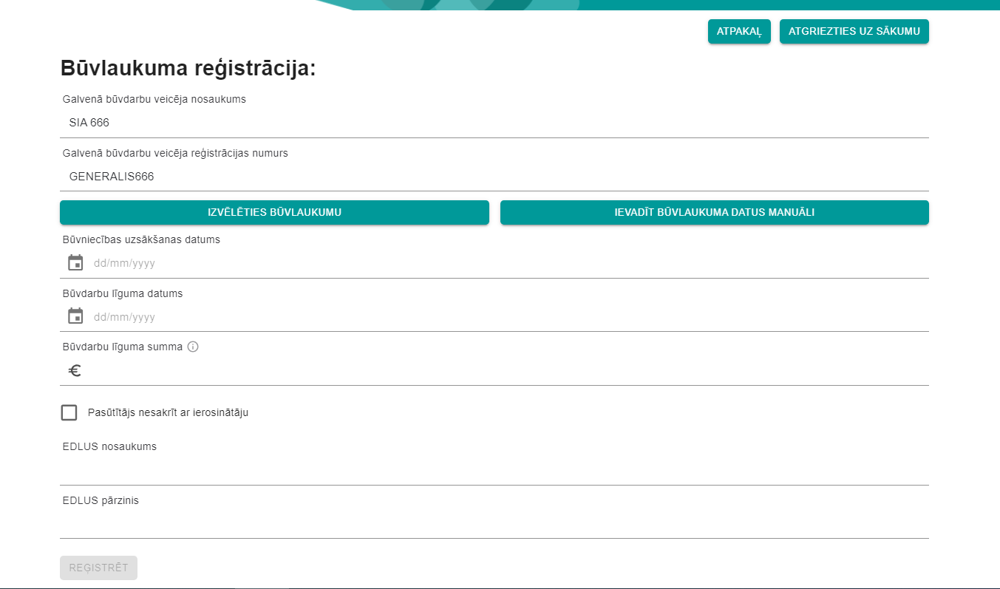 ATPAKAĻ ATGRIEZTIES UZ SĀKUMU
Būvlaukuma reģistrācija:
Galvenā būvdarbu veicēja nosaukums
SIA 666
Galvenā būvdarbu veicēja reģistrācijas numurs
GENERALIS666
IZVĒLĒTIES BŪVLAUKUMU IEVADĪT BŪVLAUKUMA DATUS MANUĀLI
Būvniecības uzsākšanas datums
dd/mm/yyyy
Būvdarbu līguma datums
dd/mm/yyyy
Būvdarbu līguma summa
€
Pasūtītājs nesakrīt ar ierosinātāju
EDLUS nosaukums
EDLUS pārzinis
REĢISTRĒT